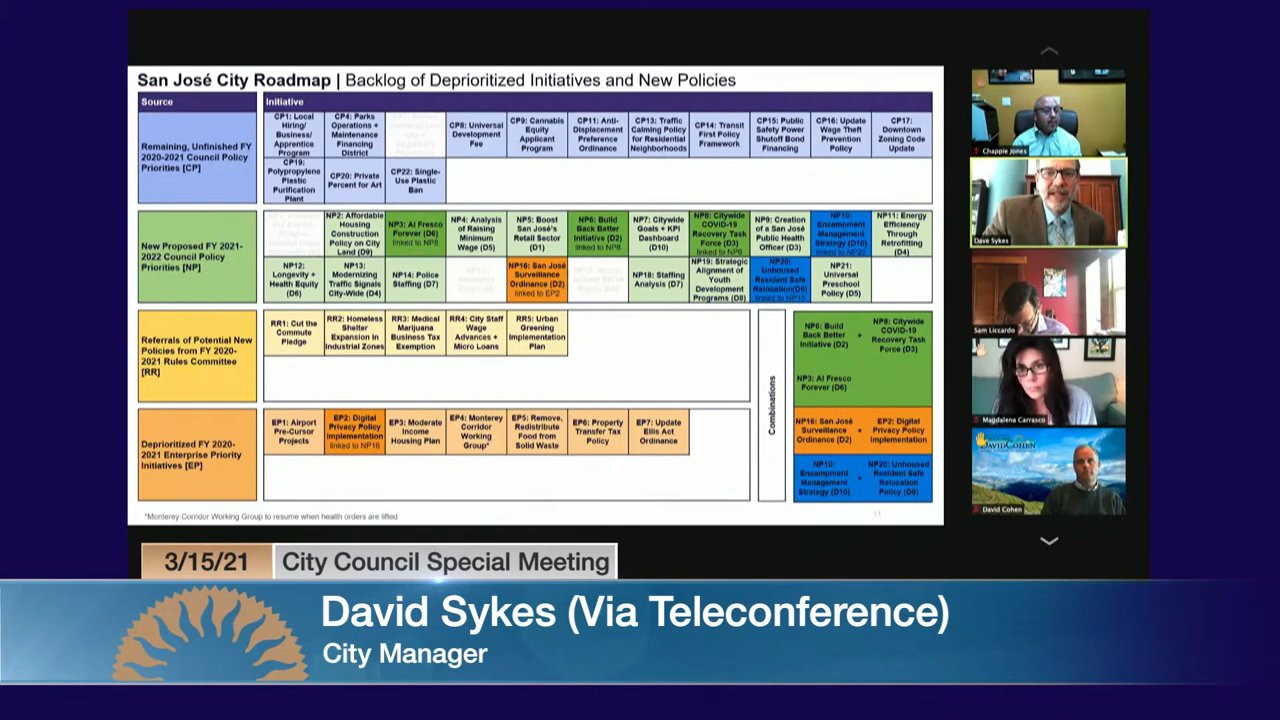 San José City Roadmap | Backlog of Deprioritized Initiatives and New Policies
Source
Initiative
Remaining, Unfinished FY
2020-2021 Council Policy
Priorities [CP]
CP1: Local
Hiring/
Business/
Apprentice
Program
CP4: Parks
Operations +
Maintenance
Financing
District
CP8: Universal
Development
Fee
CP9: Cannabis
Equity
Applicant
Program
CP11: Anti-
Displacement
Preference
Ordinance
CP13: Traffic
Calming Policy
for Residential
Neighborhoods
CP14: Transit
First Policy
Framework
CP15: Public
Safety Power
Shutoff Bond
Financing
CP16: Update
Wage Theft
Prevention
Policy
CP17:
Downtown
Zoning Code
Update
CP19:
Polypropylene
Plastic
Purification
Plant
CP20: Private
Percent for Art
CP22: Single-
Use Plastic
Ban
New Proposed FY 2021-
2022 Council Policy
Priorities [NP]
NP2: Affordable
Housing
Construction
Policy on City
Land (D9)
NP3: Al Fresco
Forever (D6)
linked to NP8
NP4: Analysis
of Raising
Minimum
Wage (D5)
NP5: Boost
San José's
Retail Sector
(D1)
NP6: Build
Back Better
Initiative (D2)
linked to NP8
NP7: Citywide
Goals + KPI
Dashboard
(D10)
NP8: Citywide
COVID-19
Recovery Task
Force (D3)
linked to NP6
NP9: Creation
of a San José
Public Health
Officer (D3)
NP10:
Encampment
Management
Strategy (D10)
linked to NP20
NP11: Energy
Efficiency
Through
Retrofitting
(D4)
NP12:
Longevity +
Health Equity
(D6)
NP13:
Modernizing
Traffic Signals
City-Wide (D4)
NP14: Police
Staffing (D7)
NP16: San José
Surveillance
Ordinance (D2)
linked to EP2
NP18: Staffing
Analysis (D7)
NP19: Strategic
Alignment of
Youth
Development
Programs (D8)
NP20:
Unhoused
Resident Safe
Relocation(D9)
linked to NP10
NP21:
Universal
Preschool
Policy (D5)
Referrals of Potential New
Policies from FY 2020-
2021 Rules Committee
[RR]
RR1: Cut the
Commute
Pledge
RR2: Homeless
Shelter
Expansion in
Industrial Zones
RR3: Medical
Marijuana
Business Tax
Exemption
RR4: City Staff
Wage
Advances +
Micro Loans
RR5: Urban
Greening
Implementation
Plan
Deprioritized FY 2020-
2021 Enterprise Priority
Initiatives [EP]
EP1: Airport
Pre-Cursor
Projects
EP2: Digital
Privacy Policy
Implementation
linked to NP16
EP3: Moderate
Income
Housing Plan
EP4: Monterey
Corridor
Working
Group*
EP5: Remove,
Redistribute
Food from
Solid Waste
EP6: Property
Transfer Tax
Policy
EP7: Update
Ellis Act
Ordinance
Combinations
NP6: Build
Back Better
Initiative (D2)
+
NP8: Citywide
COVID-19
Recovery Task
Force (D3)
NP3: Al Fresco
Forever (D6)
NP16: San José
Surveillance
Ordinance (D2)
+
EP2: Digital
Privacy Policy
Implementation
NP10:
Encampment
Management
Strategy (D10)
+
NP20: Unhoused
Resident Safe
Relocation
Policy (D9)
*Monterey Corridor Working Group to resume when health orders are lifted
Chappie Jones
Dave Sykes
Sam Liccardo
Magdalena Carrasco
DAVID COHEN
David Cohen
3/15/21
City Council Special Meeting
David Sykes (Via Teleconference)
City Manager